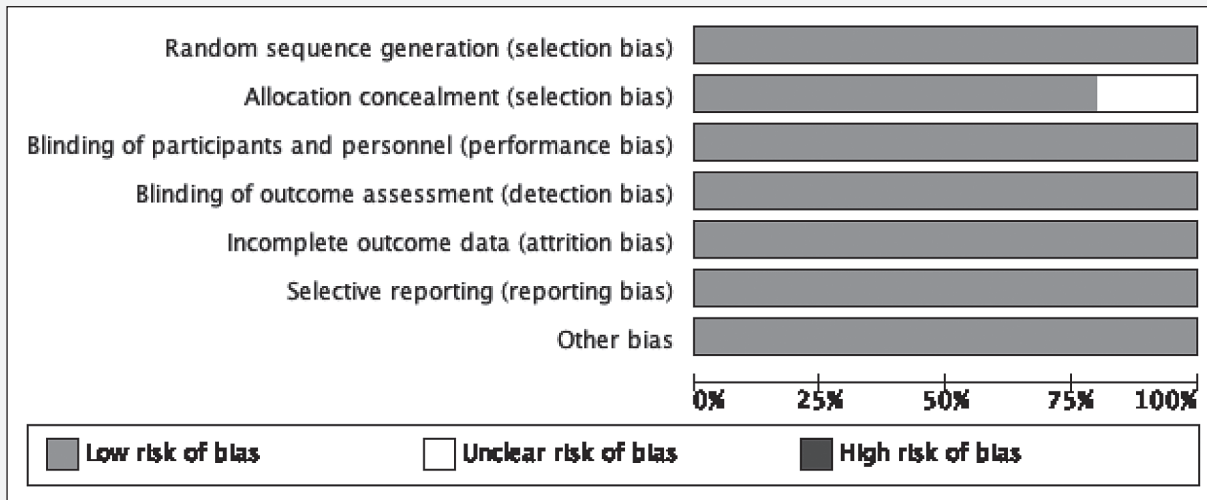 Random sequence generation (selection bias)
Allocation concealment (selection bias)
Blinding of participants and personnel (performance bias)
Blinding of outcome assessment (detection bias)
Incomplete outcome data (attrition bias)
Selective reporting (reporting bias)
Other bias
0% 25% 50% 75% 100%
Low risk of bias Unclear risk of bias High risk of bias